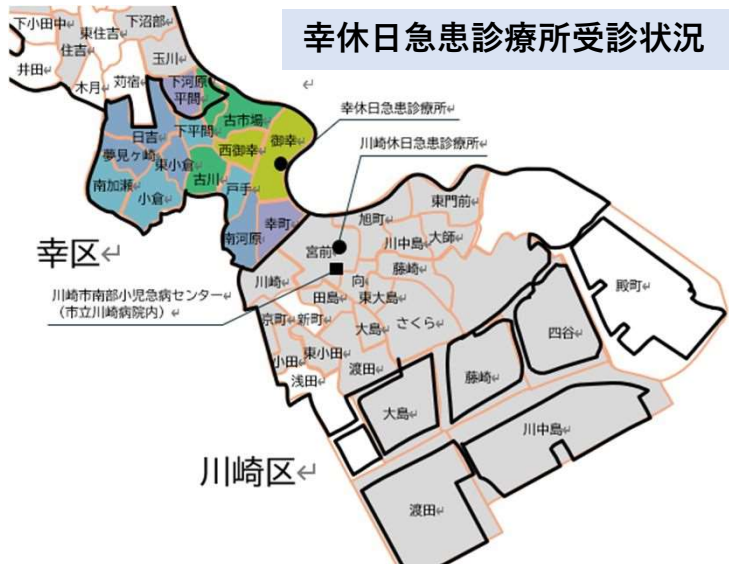 幸休日急患診療所受診状況
下小田中
下沼部
東住吉
住吉
玉川
井田
木月
苅宿
下河原
平間
幸休日急患診療所
古市場
下平間
日吉
御幸
川崎休日急患診療所
西御幸
夢見ヶ崎
東小倉
古川
南加瀬
戸手
小倉
東門前
幸町
旭町
南河原
川中島
大師
幸区
宮前
藤崎
川崎
向
殿町
川崎市南部小児急病センター
(市立川崎病院内)
田島
東大島
京町
新町
大島
さくら
四谷
小田
東小田
渡田
浅田
藤崎
大島
川中島
川崎区
渡田